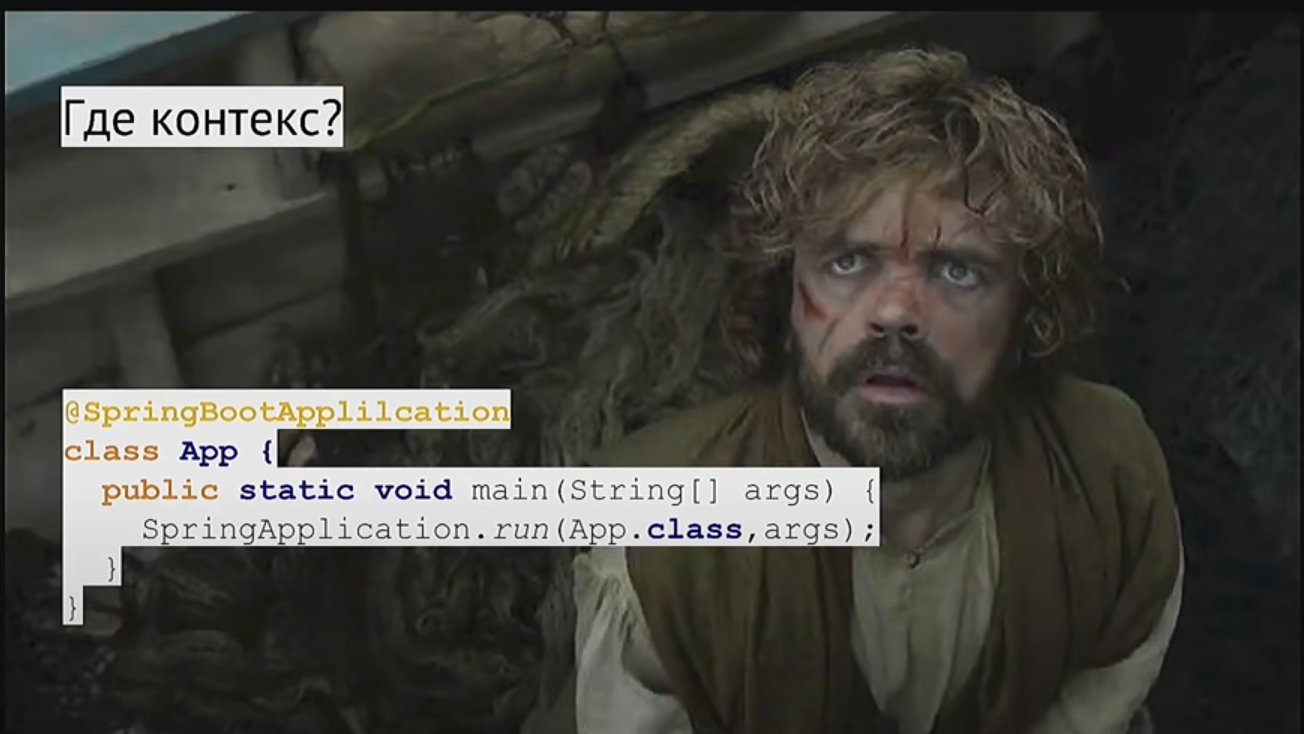 Где контекс?
@SpringBootApplilcation
class App {
public static void main(String[] args) {
SpringApplication.run(App.class,args);
}
}